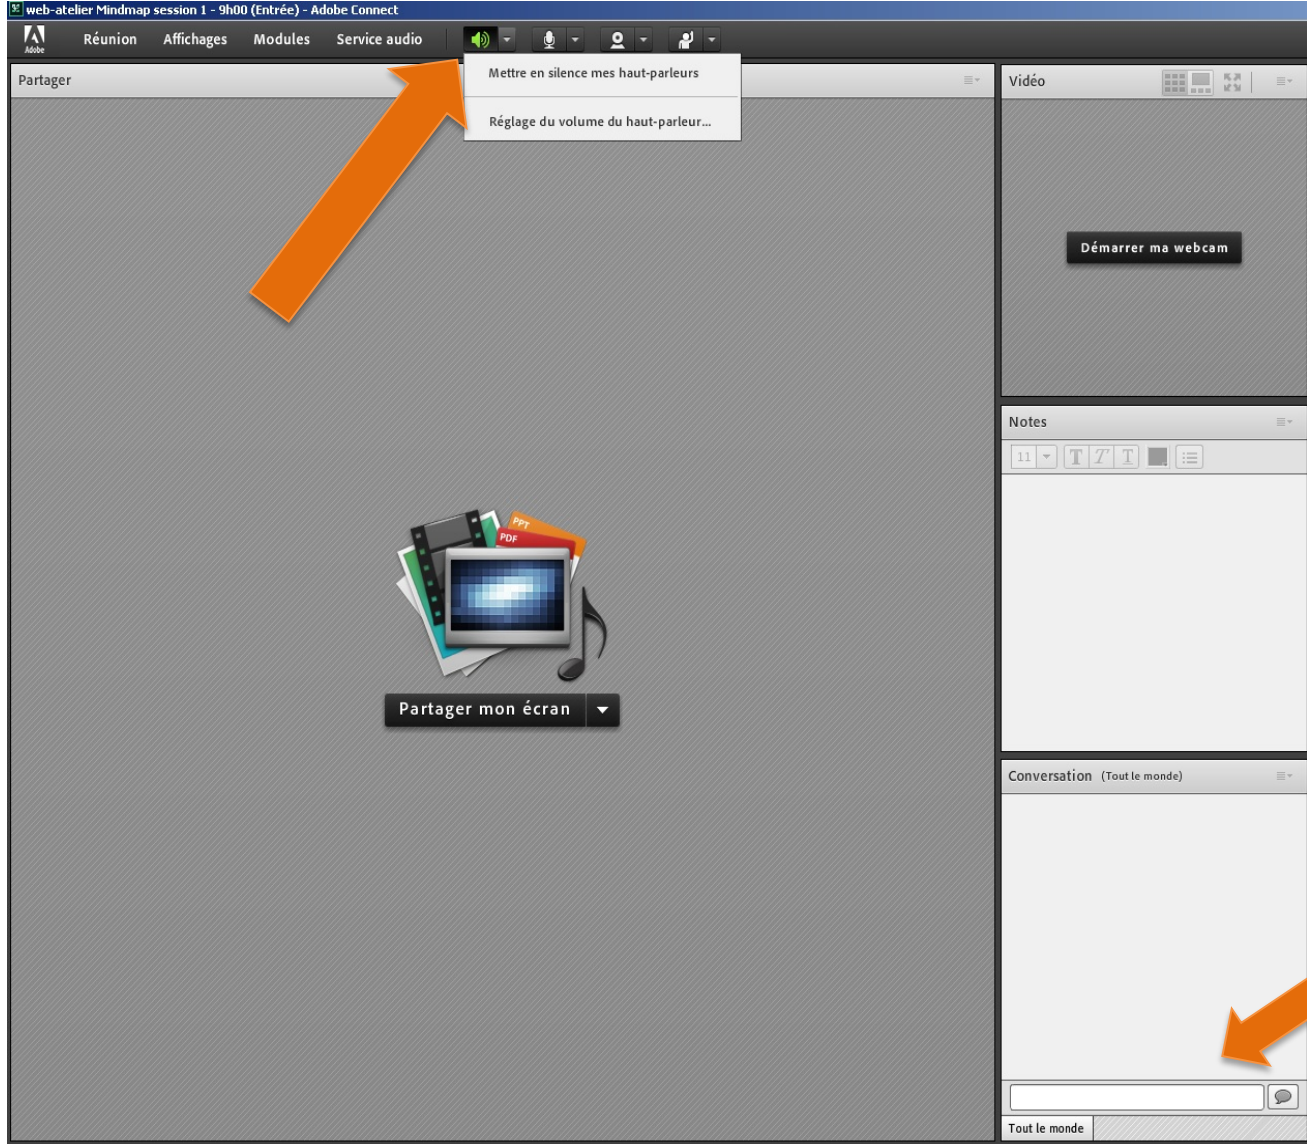 web-atelier Mindmap session 1 - 9h00 (Entrée) - Adobe Connect
Adobe
Réunion Affichages Modules Service audio
Partager
Mettre en silence mes haut-parleurs
Réglage du volume du haut-parleur...
Vidéo
Démarrer ma webcam
Notes
11 T T T
PPT
PDF
Partager mon écran
Conversation (Tout le monde)
Tout le monde